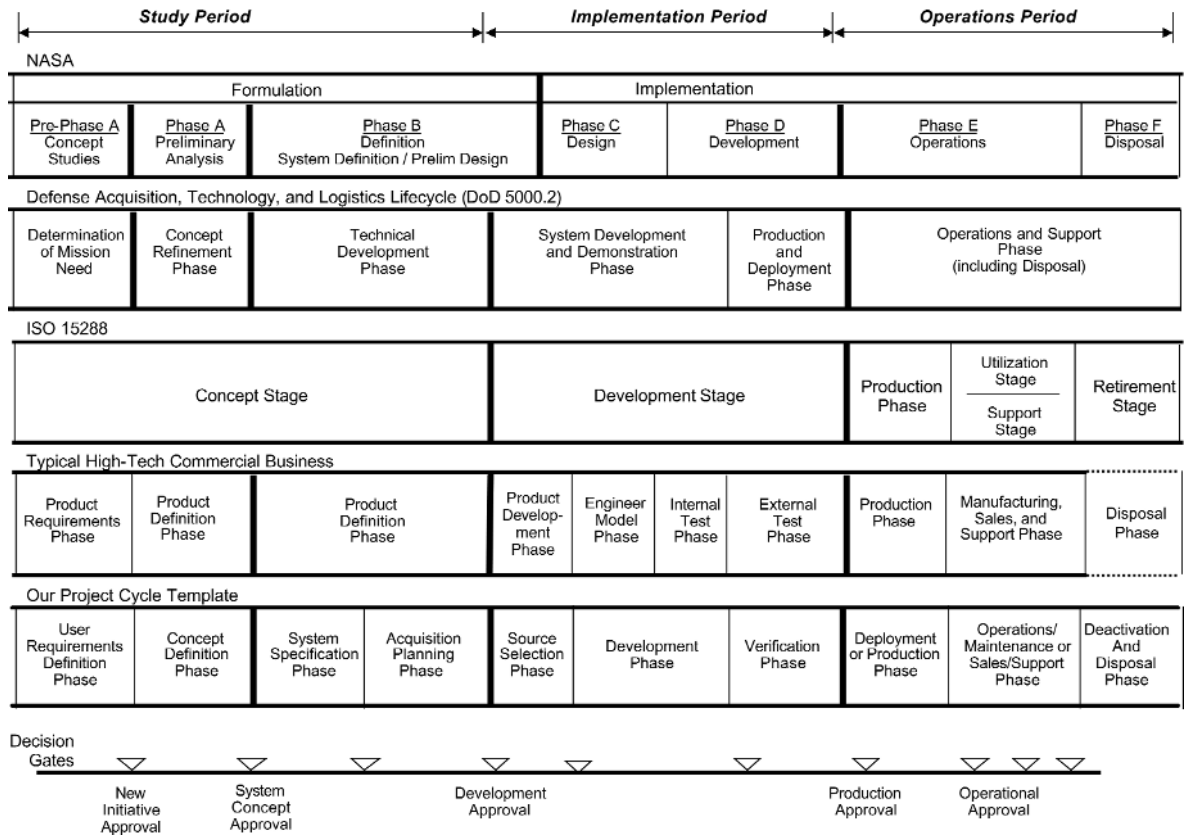 Study Period
Implementation Period
Operations Period
NASA
Formulation
Implementation
Pre-Phase A
Concept
Studies
Phase A
Preliminary
Analysis
Phase B
Definition
System Definition / Prelim Design
Phase C
Design
Phase D
Development
Phase E
Operations
Phase F
Disposal
Defense Acquisition, Technology, and Logistics Lifecycle (DoD 5000.2)
Determination
of Mission
Need
Concept
Refinement
Phase
Technical
Development
Phase
System Development
and Demonstration
Phase
Production
and
Deployment
Phase
Operations and Support
Phase
(including Disposal)
ISO 15288
Concept Stage
Development Stage
Production
Phase
Utilization
Stage
Support
Stage
Retirement
Stage
Typical High-Tech Commercial Business
Product
Requirements
Phase
Product
Definition
Phase
Product
Definition
Phase
Product
Develop-
ment
Phase
Engineer
Model
Phase
Internal
Test
Phase
External
Test
Phase
Production
Phase
Manufacturing,
Sales, and
Support Phase
Disposal
Phase
Our Project Cycle Template
User
Requirements
Definition
Phase
Concept
Definition
Phase
System
Specification
Phase
Acquisition
Planning
Phase
Source
Selection
Phase
Development
Phase
Verification
Phase
Deployment
or Production
Phase
Operations/
Maintenance or
Sales/Support
Phase
Deactivation
And
Disposal
Phase
Decision
Gates
New
Initiative
Approval
System
Concept
Approval
Development
Approval
Production
Approval
Operational
Approval